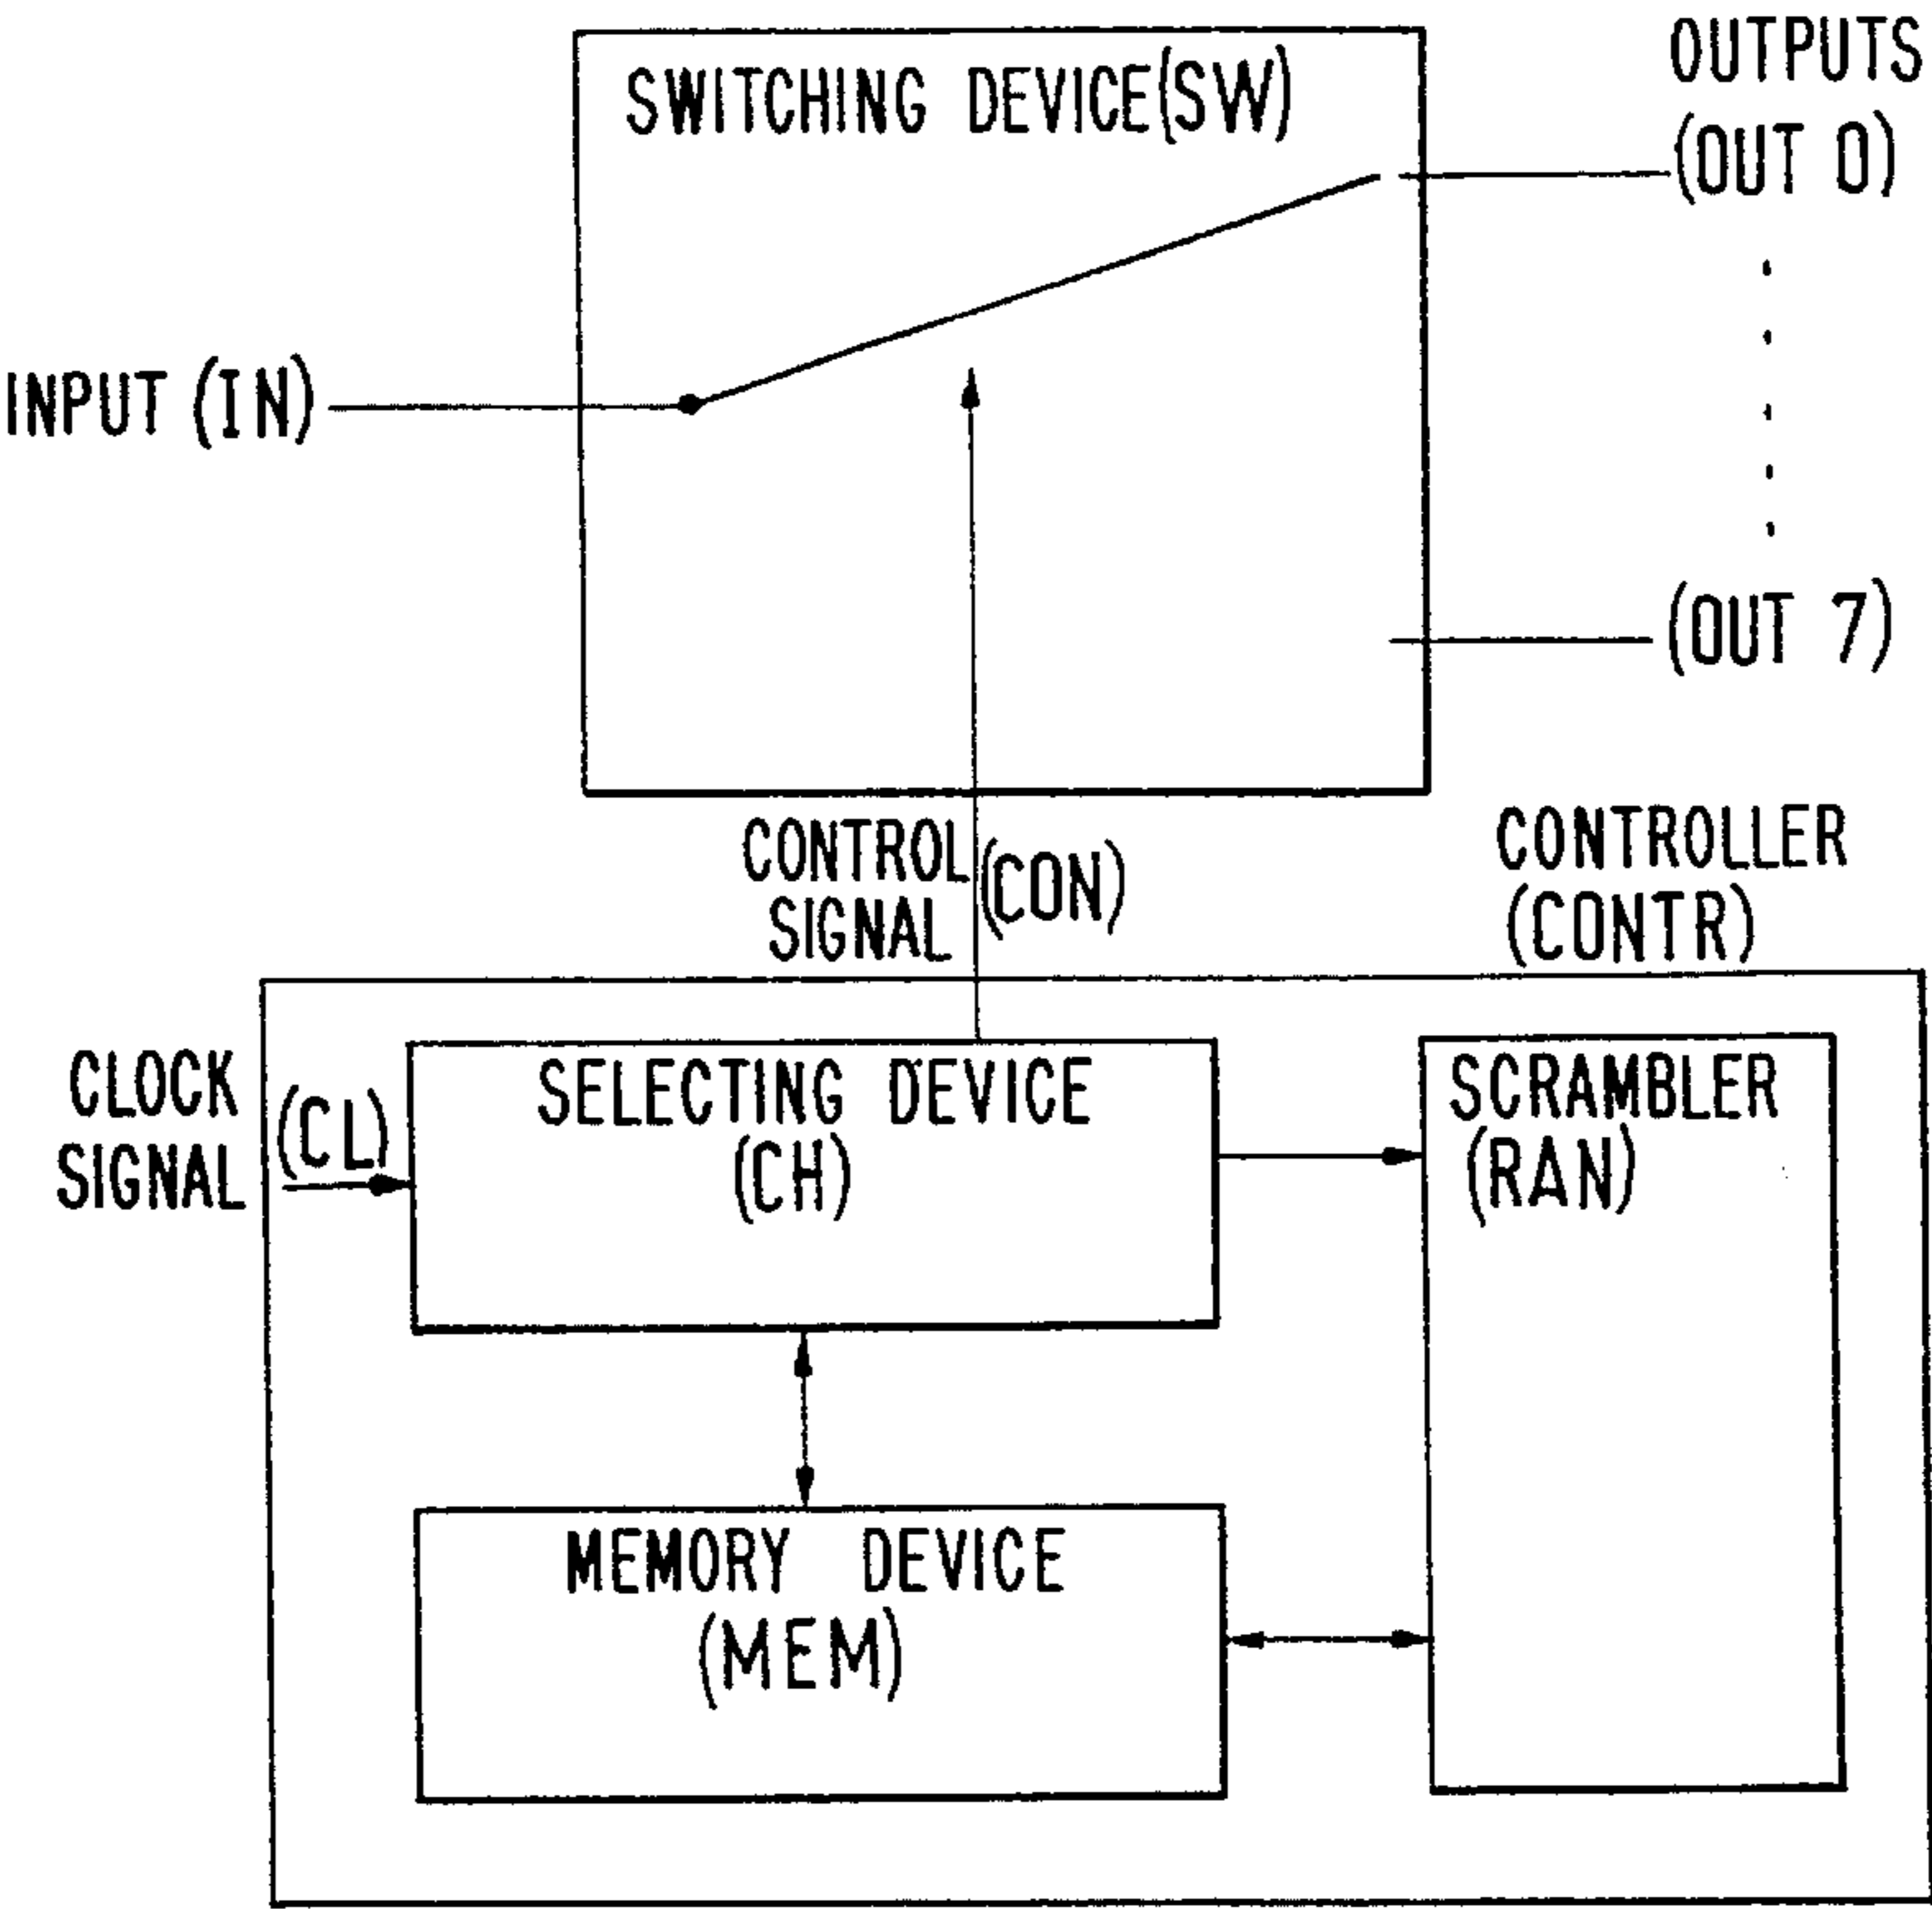 SWITCHING DEVICE(SW)
OUTPUTS
(OUT 0)
INPUT (IN)
(OUT 7)
CONTROL
SIGNAL
(CON)
CONTROLLER
(CONTR)
CLOCK
SIGNAL
(CL)
SELECTING DEVICE
(CH)
SCRAMBLER
(RAN)
MEMORY DEVICE
(MEM)